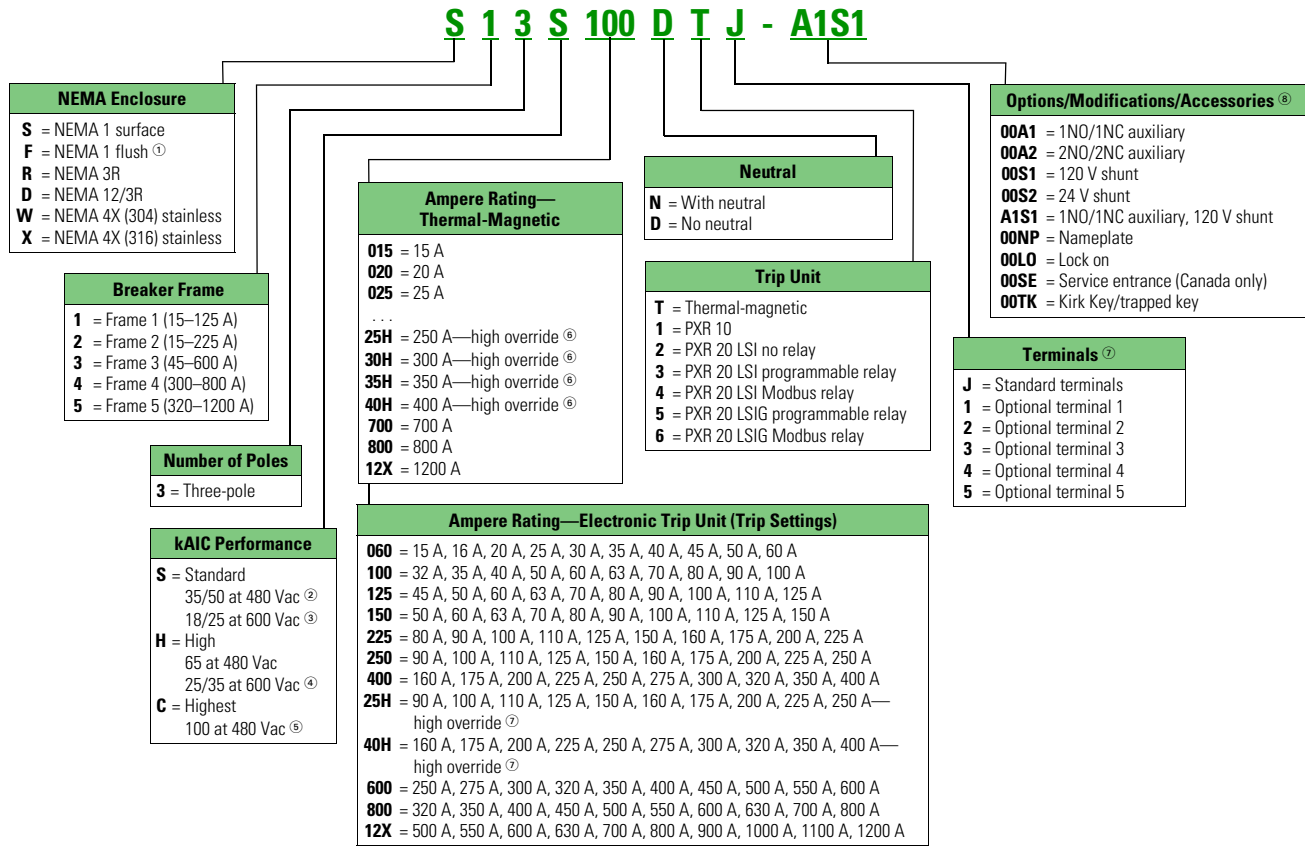 S 1 3 S 100 D T J - A1S1
NEMA Enclosure
S = NEMA 1 surface
F = NEMA 1 flush ①
R = NEMA 3R
D = NEMA 12/3R
W = NEMA 4X (304) stainless
X = NEMA 4X (316) stainless
Breaker Frame
1 = Frame 1 (15–125 A)
2 = Frame 2 (15–225 A)
3 = Frame 3 (45–600 A)
4 = Frame 4 (300–800 A)
5 = Frame 5 (320–1200 A)
Number of Poles
3 = Three-pole
kAIC Performance
S = Standard
35/50 at 480 Vac ②
18/25 at 600 Vac ③
H = High
65 at 480 Vac
25/35 at 600 Vac ④
C = Highest
100 at 480 Vac ⑤
Ampere Rating—
Thermal-Magnetic
015 = 15 A
020 = 20 A
025 = 25 A
. . .
25H = 250 A—high override ⑥
30H = 300 A—high override ⑥
35H = 350 A—high override ⑥
40H = 400 A—high override ⑥
700 = 700 A
800 = 800 A
12X = 1200 A
Ampere Rating—Electronic Trip Unit (Trip Settings)
060 = 15 A, 16 A, 20 A, 25 A, 30 A, 35 A, 40 A, 45 A, 50 A, 60 A
100 = 32 A, 35 A, 40 A, 50 A, 60 A, 63 A, 70 A, 80 A, 90 A, 100 A
125 = 45 A, 50 A, 60 A, 63 A, 70 A, 80 A, 90 A, 100 A, 110 A, 125 A
150 = 50 A, 60 A, 63 A, 70 A, 80 A, 90 A, 100 A, 110 A, 125 A, 150 A
225 = 80 A, 90 A, 100 A, 110 A, 125 A, 150 A, 160 A, 175 A, 200 A, 225 A
250 = 90 A, 100 A, 110 A, 125 A, 150 A, 160 A, 175 A, 200 A, 225 A, 250 A
400 = 160 A, 175 A, 200 A, 225 A, 250 A, 275 A, 300 A, 320 A, 350 A, 400 A
25H = 90 A, 100 A, 110 A, 125 A, 150 A, 160 A, 175 A, 200 A, 225 A, 250 A—
high override ⑦
40H = 160 A, 175 A, 200 A, 225 A, 250 A, 275 A, 300 A, 320 A, 350 A, 400 A—
high override ⑦
600 = 250 A, 275 A, 300 A, 320 A, 350 A, 400 A, 450 A, 500 A, 550 A, 600 A
800 = 320 A, 350 A, 400 A, 450 A, 500 A, 550 A, 600 A, 630 A, 700 A, 800 A
12X = 500 A, 550 A, 600 A, 630 A, 700 A, 800 A, 900 A, 1000 A, 1100 A, 1200 A
Neutral
N = With neutral
D = No neutral
Trip Unit
T = Thermal-magnetic
1 = PXR 10
2 = PXR 20 LSI no relay
3 = PXR 20 LSI programmable relay
4 = PXR 20 LSI Modbus relay
5 = PXR 20 LSIG programmable relay
6 = PXR 20 LSIG Modbus relay
Options/Modifications/Accessories ⑧
00A1 = 1NO/1NC auxiliary
00A2 = 2NO/2NC auxiliary
00S1 = 120 V shunt
00S2 = 24 V shunt
A1S1 = 1NO/1NC auxiliary, 120 V shunt
00NP = Nameplate
00LO = Lock on
00SE = Service entrance (Canada only)
00TK = Kirk Key/trapped key
Terminals ⑦
J = Standard terminals
1 = Optional terminal 1
2 = Optional terminal 2
3 = Optional terminal 3
4 = Optional terminal 4
5 = Optional terminal 5